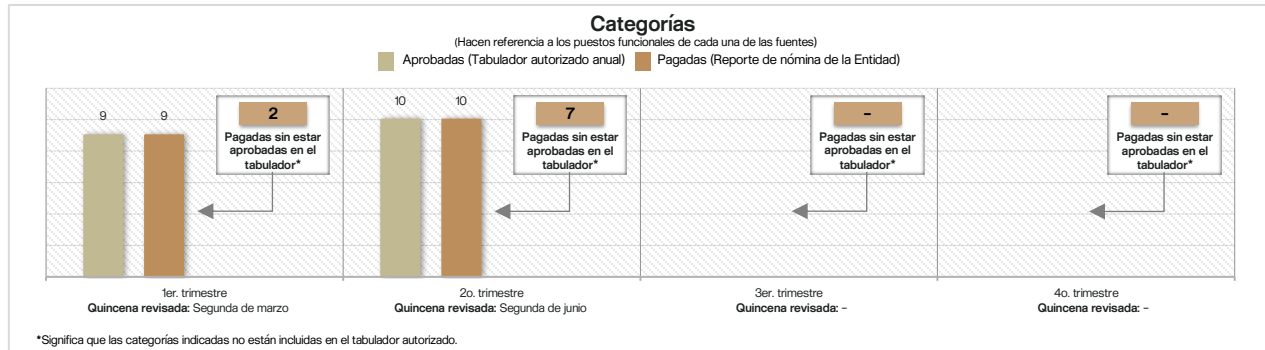 Categorías
(Hacen referencia a los puestos funcionales de cada una de las fuentes)
Aprobadas (Tabulador autorizado anual) Pagadas (Reporte de nómina de la Entidad)
9 9
2
Pagadas sin estar
aprobadas en el
tabulador*
10 10
7
Pagadas sin estar
aprobadas en el
tabulador*
–
Pagadas sin estar
aprobadas en el
tabulador*
–
Pagadas sin estar
aprobadas en el
tabulador*
1er. trimestre
Quincena revisada: Segunda de marzo
2o. trimestre
Quincena revisada: Segunda de junio
3er. trimestre
Quincena revisada: –
4o. trimestre
Quincena revisada: –
*Significa que las categorías indicadas no están incluidas en el tabulador autorizado.